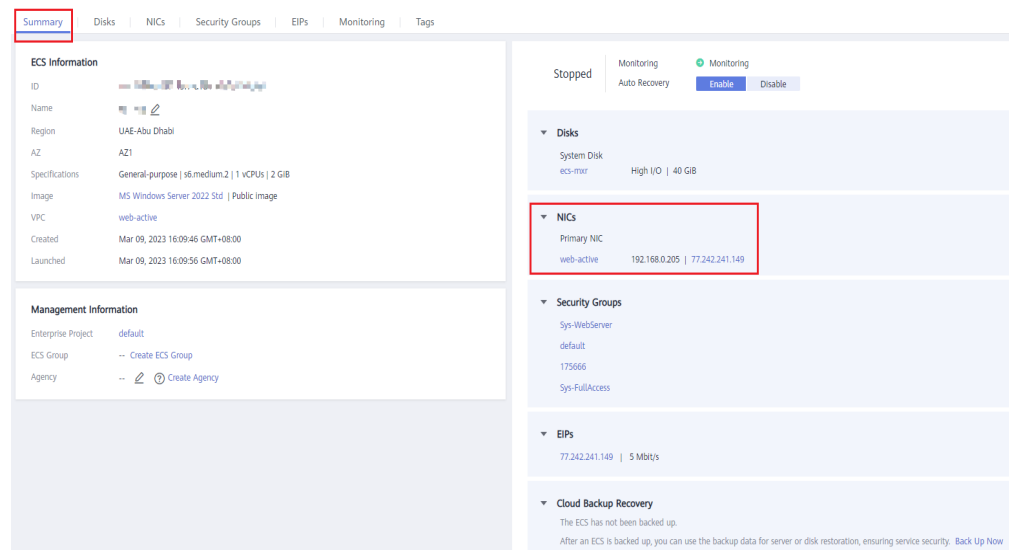 Summary Disks NICs Security Groups EIPs Monitoring Tags
ECS Information
ID
Name
Region UAE-Abu Dhabi
AZ AZ1
Specifications General-purpose | s6.medium.2 | 1 vCPUs | 2 GiB
Image MS Windows Server 2022 Std | Public image
VPC web-active
Created Mar 09, 2023 16:09:46 GMT+08:00
Launched Mar 09, 2023 16:09:56 GMT+08:00
Management Information
Enterprise Project default
ECS Group -- Create ECS Group
Agency -- Create Agency
Stopped
Monitoring Monitoring
Auto Recovery Enable Disable
Disks
System Disk
ecs-mxr High I/O | 40 GiB
NICs
Primary NIC
web-active 192.168.0.205 | 77.242.241.149
Security Groups
Sys-WebServer
default
175666
Sys-FullAccess
EIPs
77.242.241.149 | 5 Mbit/s
Cloud Backup Recovery
The ECS has not been backed up.
After an ECS is backed up, you can use the backup data for server or disk restoration, ensuring service security. Back Up Now